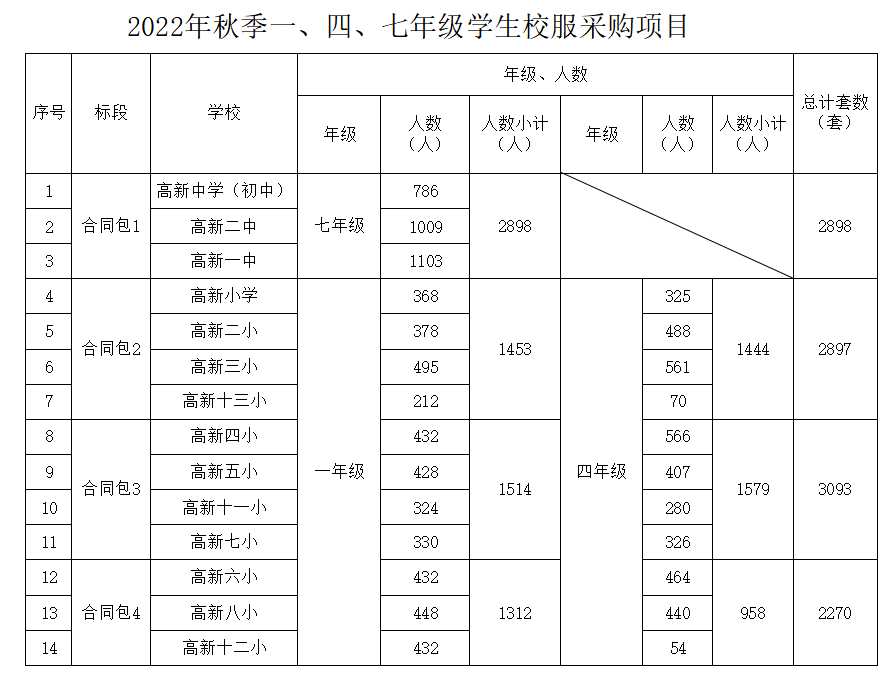 2022年秋季一、四、七年级学生校服采购项目
序号 标段 学校 年级、人数 总计套数（套）
年级 人数（人） 人数小计（人） 年级 人数（人） 人数小计（人）
1 合同包1 高新中学（初中） 七年级 786 2898 2898
2 高新二中 1009
3 高新一中 1103
4 合同包2 高新小学 一年级 368 1453 四年级 325 1444 2897
5 高新二小 378 488
6 高新三小 495 561
7 高新十三小 212 70
8 合同包3 高新四小 432 1514 566 1579 3093
9 高新五小 428 407
10 高新十一小 324 280
11 高新七小 330 326
12 合同包4 高新六小 432 1312 464 958 2270
13 高新八小 448 440
14 高新十二小 432 54